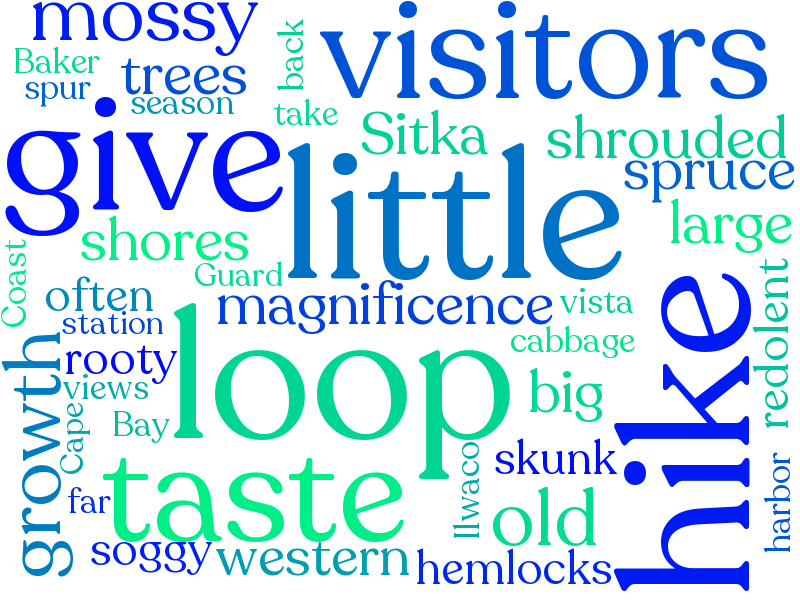 mossy
visitors
Baker
back
trees
spur
season
take
give
Sitka
shrouded
little
spruce
large
shores
Coast
Guard
often
magnificence
vista
redolent
station
hike
loop
cabbage
growth
rooty
views
big
Bay
Cape
skunk
Ilwaco
harbor
taste
far
old
soggy
western
hemlocks